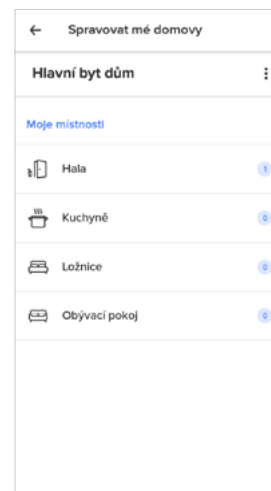 Spravovat mé domovy
Hlavní byt dům
Moje místnosti
Hala 1
Kuchyně 0
Ložnice 0
Obývací pokoj 0